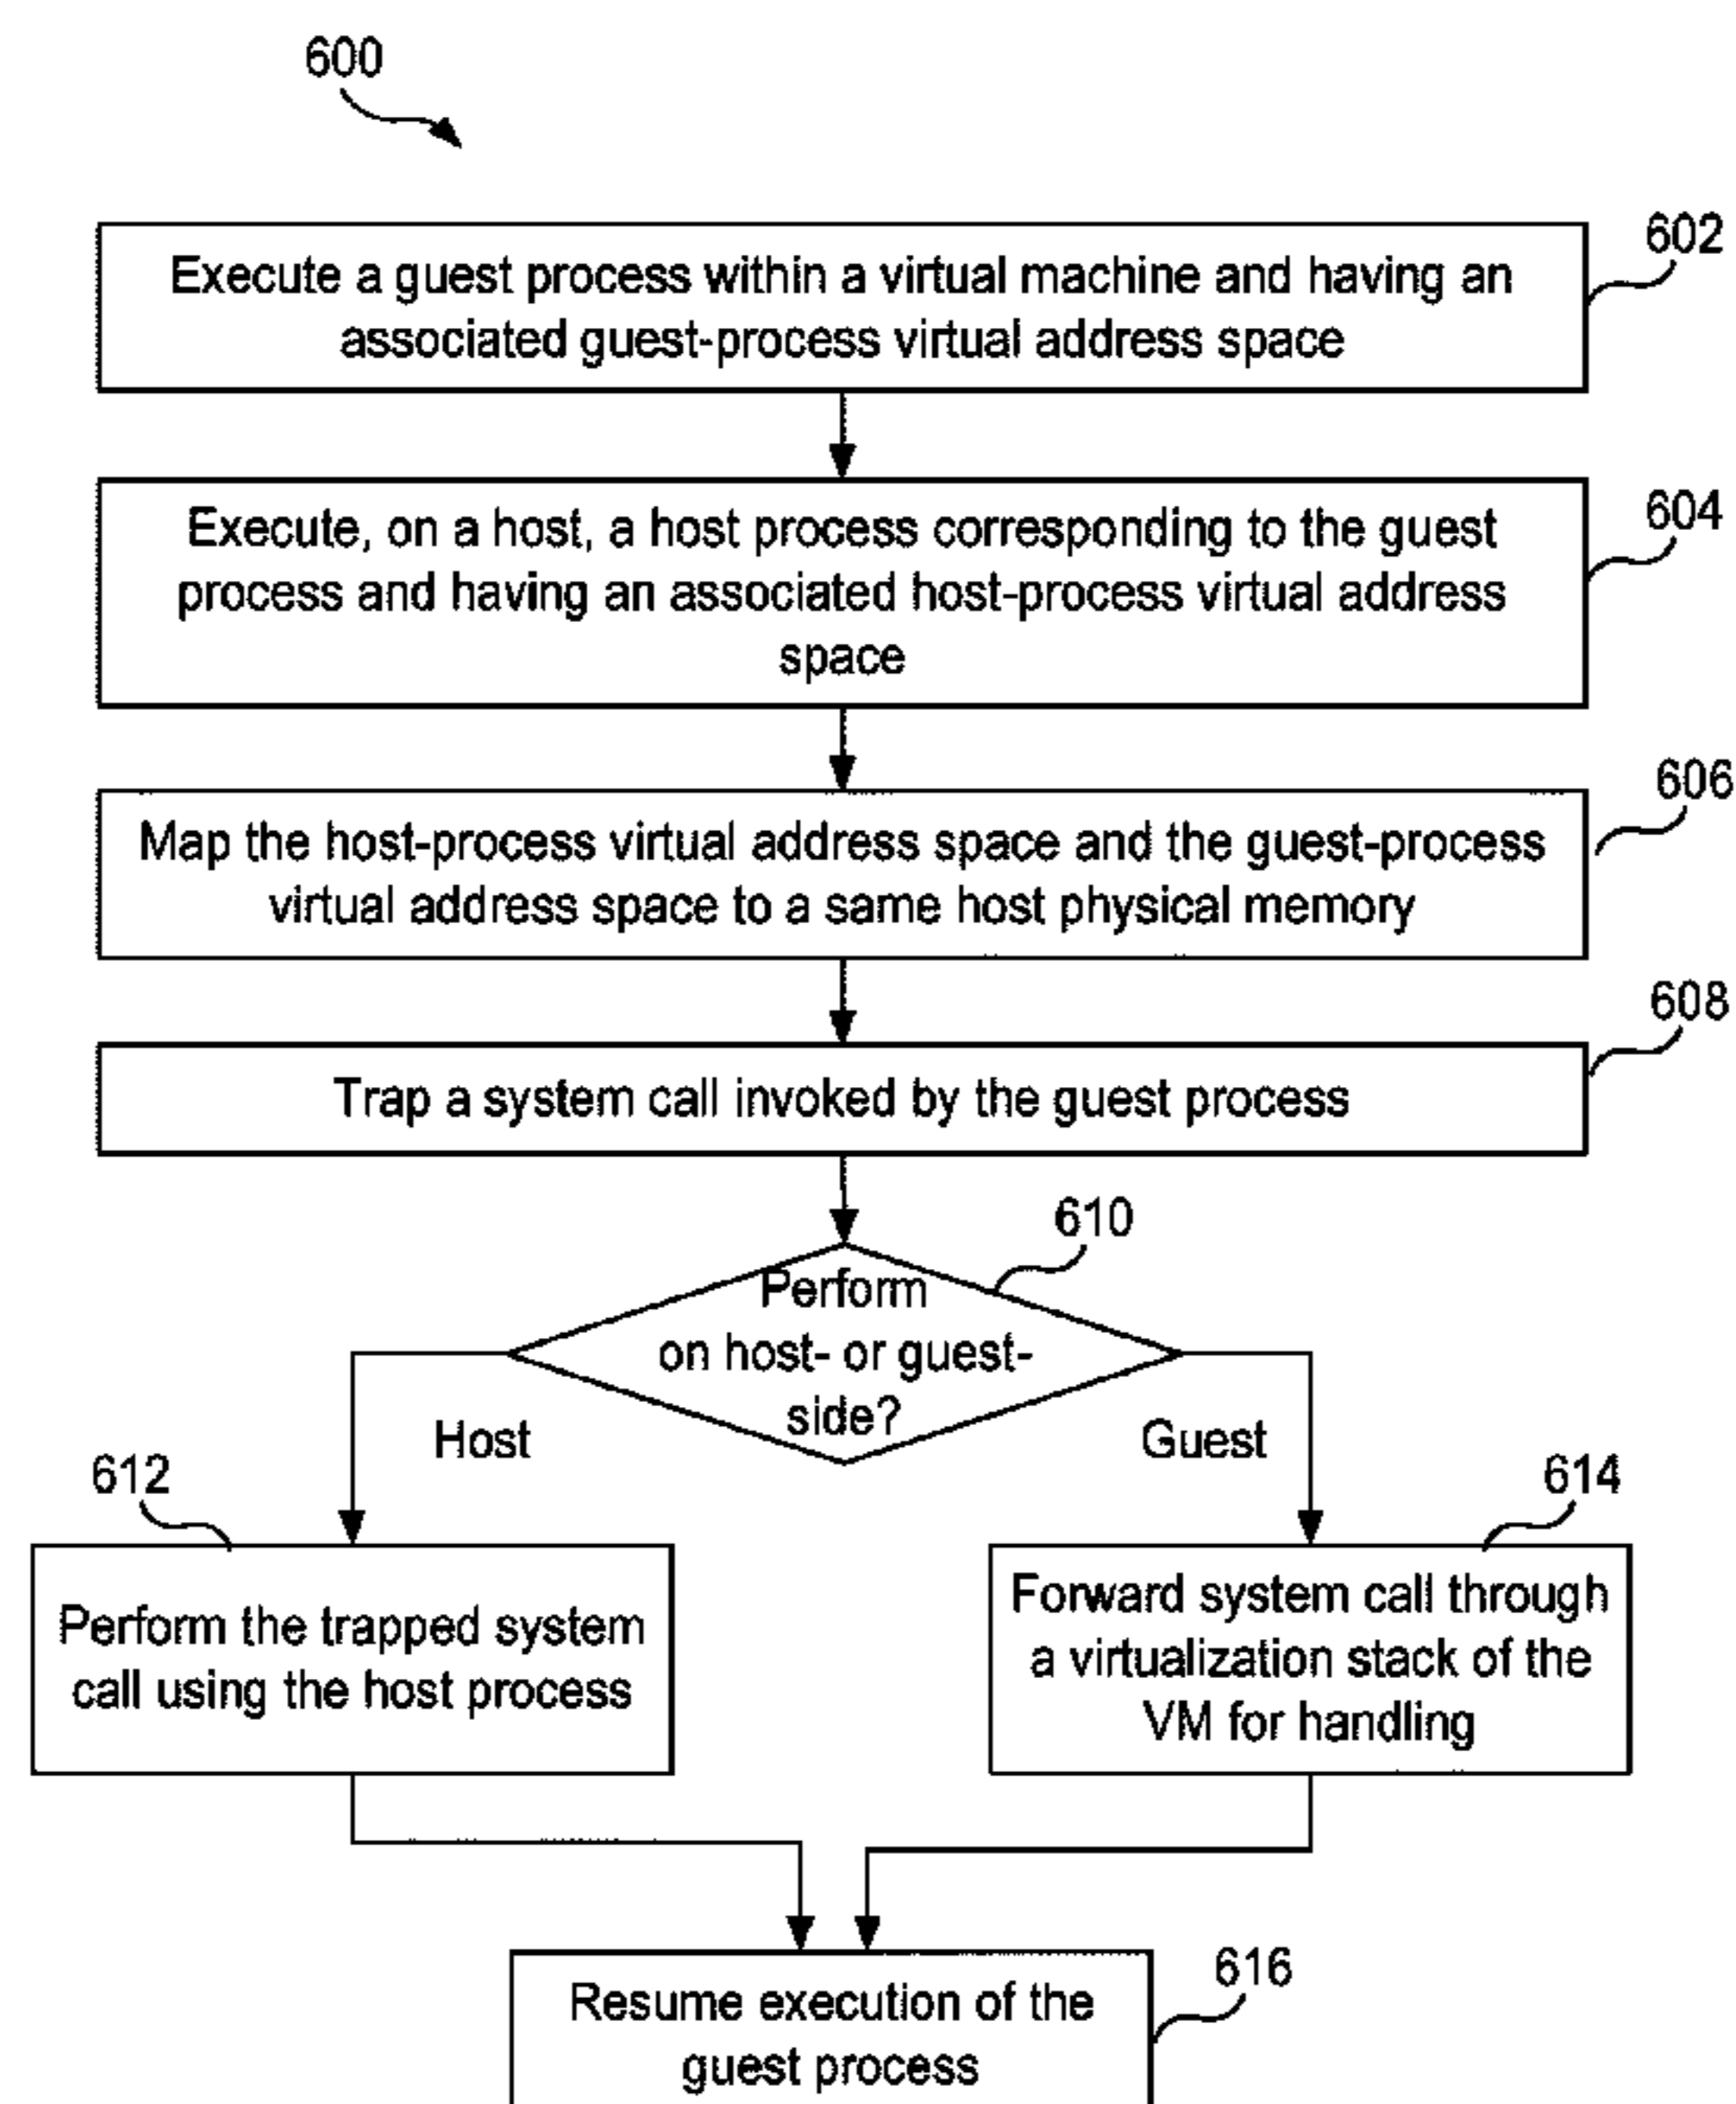 600
602
Execute a guest process within a virtual machine and having an
associated guest-process virtual address space
604
Execute, on a host, a host process corresponding to the guest
process and having an associated host-process virtual address
space
606
Map the host-process virtual address space and the guest-process
virtual address space to a same host physical memory
608
Trap a system call invoked by the guest process
610
Perform
on host- or guest-
side?
Host
Guest
612
614
Perform the trapped system
call using the host process
Forward system call through
a virtualization stack of the
VM for handling
616
Resume execution of the
guest process